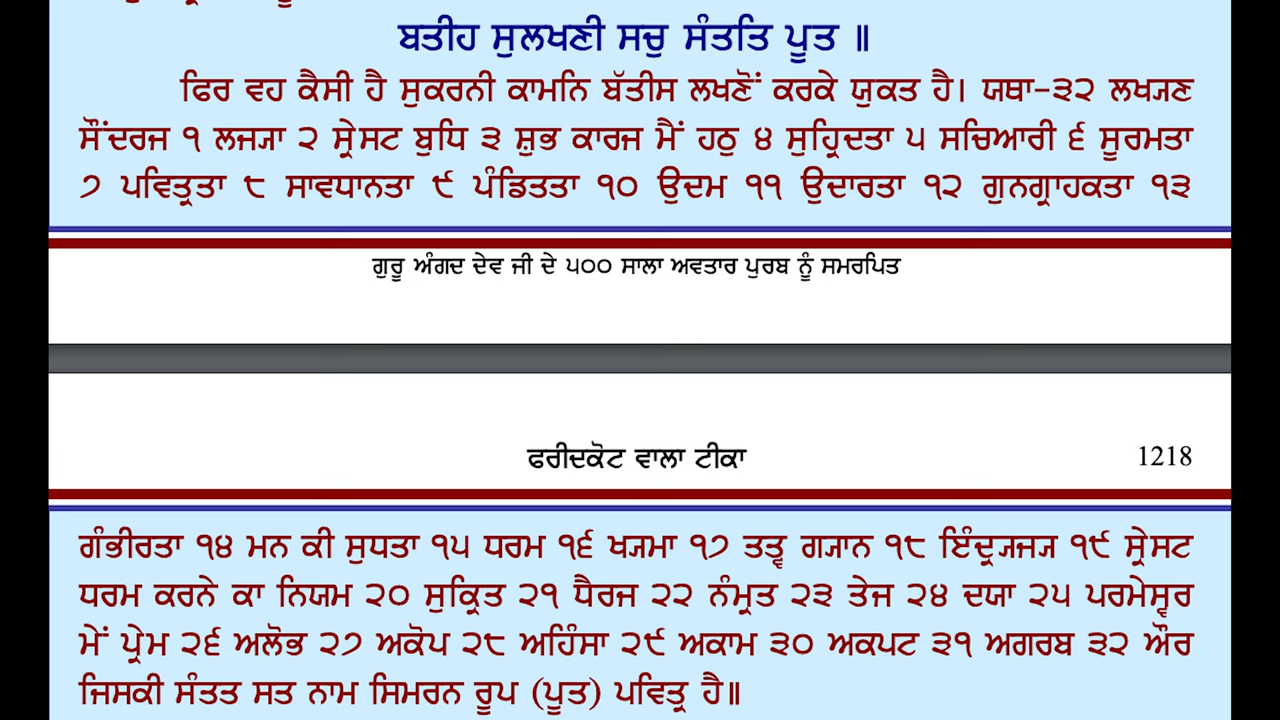 ਬਤੀਹ ਸੁਲਖਣੀ ਸਚੁ ਸੰਤਤਿ ਪੂਤ ॥
ਫਿਰ ਵਹ ਕੈਸੀ ਹੈ ਸੁਕਰਨੀ ਕਾਮਨਿ ਬੱਤੀਸ ਲਖਣੋਂ ਕਰਕੇ ਯੁਕਤ ਹੈ। ਯਥਾ-੩੨ ਲਖ੍ਯਣ
ਸੌਂਦਰਜ ੧ ਲਜ੍ਯਾ ੨ ਸ੍ਰੇਸਟ ਬੁਧਿ ੩ ਸ਼ੁਭ ਕਾਰਜ ਮੈਂ ਹਠੁ ੪ ਸੁਹ੍ਰਿਦਤਾ ੫ ਸਚਿਆਰੀ ੬ ਸੂਰਮਤਾ
੭ ਪਵਿਤ੍ਰਤਾ ੮ ਸਾਵਧਾਨਤਾ ੯ ਪੰਡਿਤਤਾ ੧੦ ਉਦਮ ੧੧ ਉਦਾਰਤਾ ੧੨ ਗੁਨਗ੍ਰਾਹਕਤਾ ੧੩
ਗੁਰੂ ਅੰਗਦ ਦੇਵ ਜੀ ਦੇ ੫੦੦ ਸਾਲਾ ਅਵਤਾਰ ਪੁਰਬ ਨੂੰ ਸਮਰਪਿਤ
ਫਰੀਦਕੋਟ ਵਾਲਾ ਟੀਕਾ 1218
ਗੰਭੀਰਤਾ ੧੪ ਮਨ ਕੀ ਸੁਧਤਾ ੧੫ ਧਰਮ ੧੬ ਖ੍ਯਮਾ ੧੭ ਤਤ੍ਵ ਗ੍ਯਾਨ ੧੮ ਇੰਦ੍ਰ੍ਯਜ੍ਯ ੧੯ ਸ੍ਰੇਸਟ
ਧਰਮ ਕਰਨੇ ਕਾ ਨਿਯਮ ੨੦ ਸੁਕ੍ਰਿਤ ੨੧ ਧੈਰਜ ੨੨ ਨੰਮ੍ਰਤ ੨੩ ਤੇਜ ੨੪ ਦਯਾ ੨੫ ਪਰਮੇਸ੍ਵਰ
ਮੇਂ ਪ੍ਰੇਮ ੨੬ ਅਲੋਭ ੨੭ ਅਕੋਪ ੨੮ ਅਹਿੰਸਾ ੨੯ ਅਕਾਮ ੩੦ ਅਕਪਟ ੩੧ ਅਗਰਬ ੩੨ ਔਰ
ਜਿਸਕੀ ਸੰਤਤ ਸਤ ਨਾਮ ਸਿਮਰਨ ਰੂਪ (ਪੂਤ) ਪਵਿਤ੍ਰ ਹੈ॥